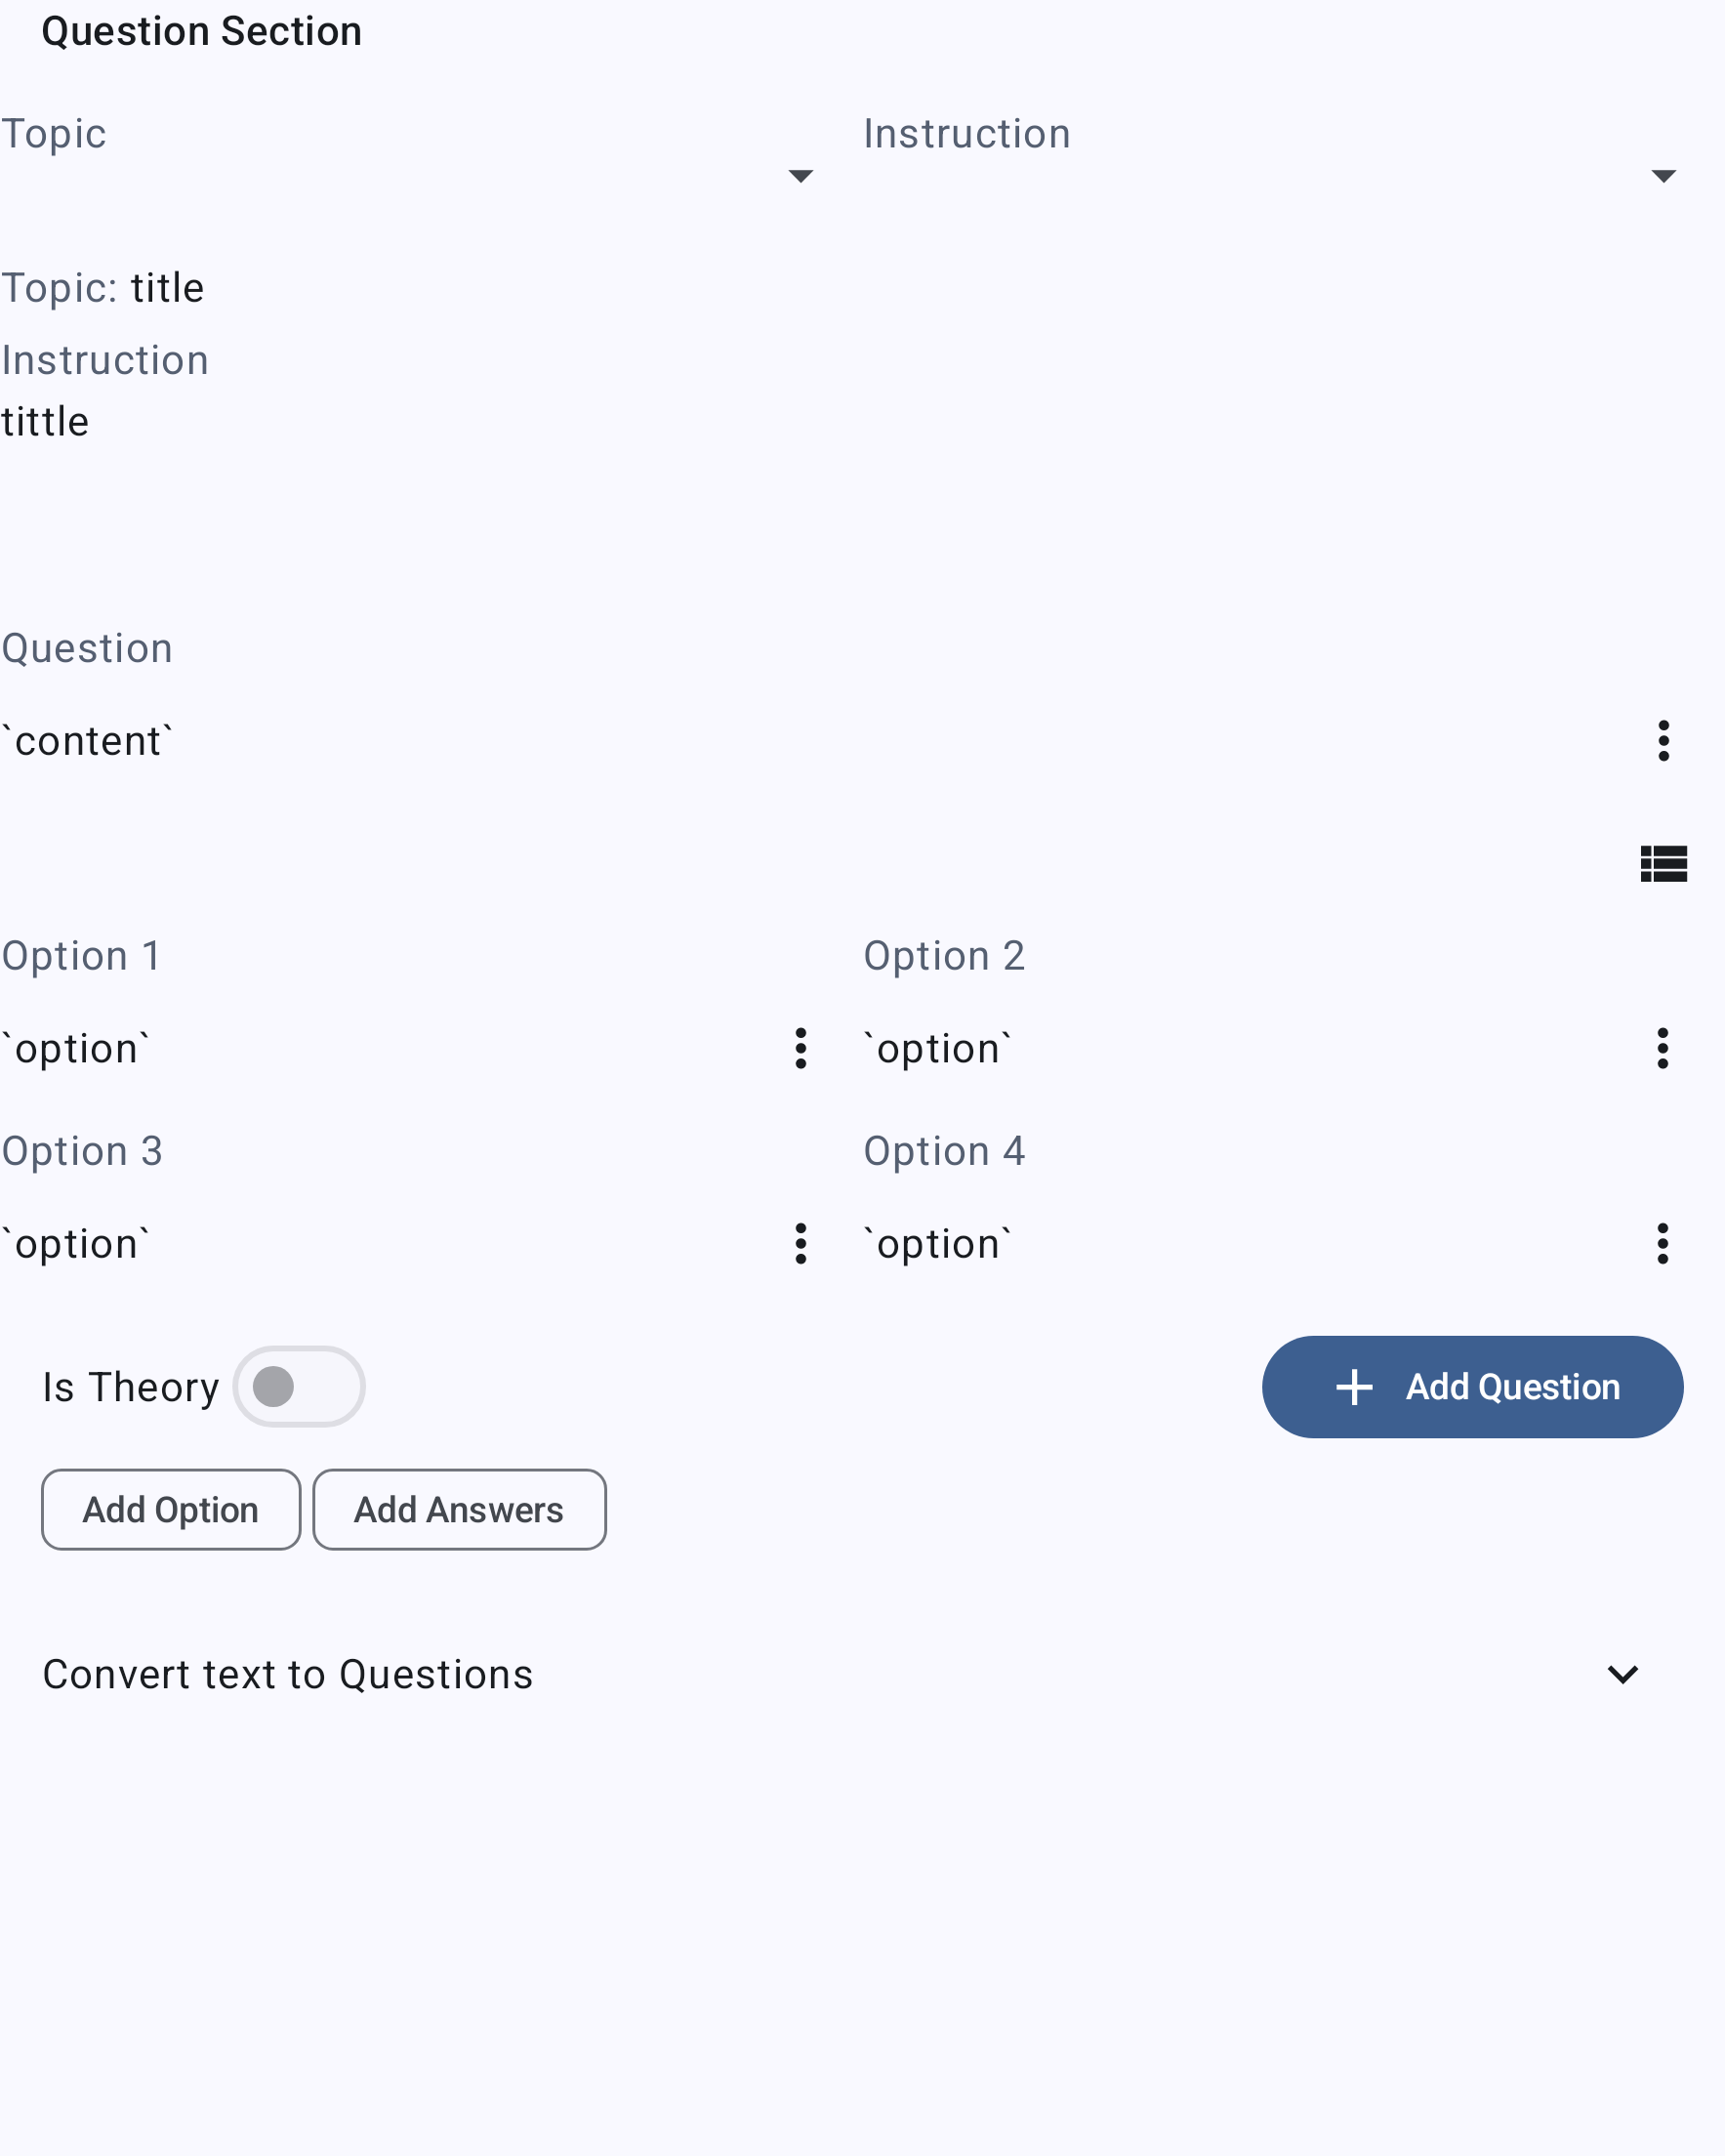 Question Section
Topic
Instruction
Topic: title
Instruction
tittle
Question
`content`
Option 1
Option 2
`option`
`option`
Option 3
Option 4
`option`
`option`
Is Theory
Add Question
Add Option
Add Answers
Convert text to Questions